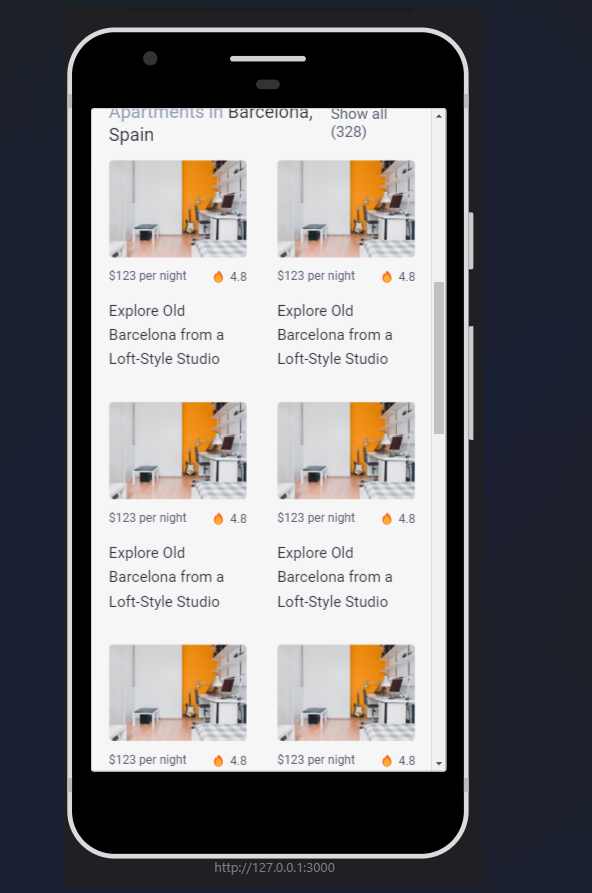 Apartments in Barcelona,
Spain
Show all
(328)
$123 per night 4.8
$123 per night 4.8
Explore Old
Barcelona from a
Loft-Style Studio
Explore Old
Barcelona from a
Loft-Style Studio
$123 per night 4.8
$123 per night 4.8
Explore Old
Barcelona from a
Loft-Style Studio
Explore Old
Barcelona from a
Loft-Style Studio
$123 per night 4.8
$123 per night 4.8
http://127.0.0.1:3000